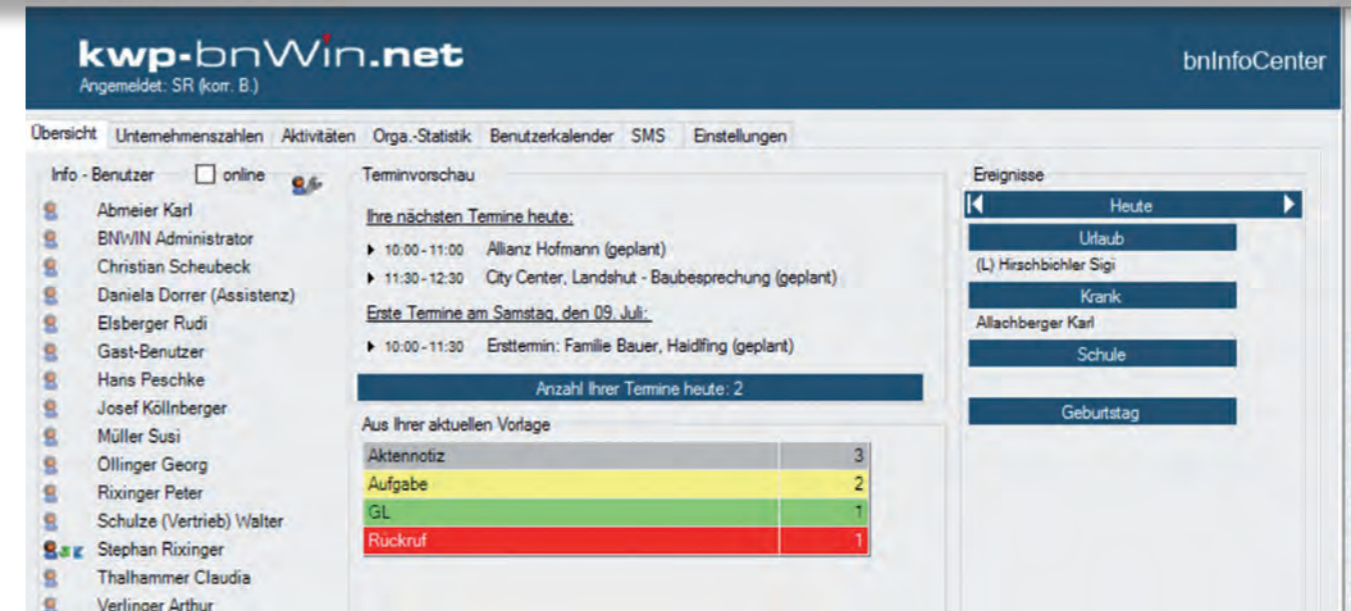 kwp-bnWin.net
Angemeldet: SR (korr. B.)
bnInfoCenter
Übersicht Unternehmenszahlen Aktivitäten Orga.-Statistik Benutzerkalender SMS Einstellungen
Info - Benutzer online
Abmeier Karl
BNWIN Administrator
Christian Scheubeck
Daniela Dorrer (Assistenz)
Elsberger Rudi
Gast-Benutzer
Hans Peschke
Josef Köllnberger
Müller Susi
Öllinger Georg
Rixinger Peter
Schulze (Vertrieb) Walter
Stephan Rixinger
Thalhammer Claudia
Verlinger Arthur
Terminvorschau
Ihre nächsten Termine heute:
10:00 - 11:00 Allianz Hofmann (geplant)
11:30 - 12:30 City Center, Landshut - Baubesprechung (geplant)
Erste Termine am Samstag, den 09. Juli:
10:00 - 11:30 Ersttermin: Familie Bauer, Haidlfing (geplant)
Anzahl Ihrer Termine heute: 2
Aus Ihrer aktuellen Vorlage
Aktennotiz 3
Aufgabe 2
GL 1
Rückruf 1
Ereignisse
Heute
Urlaub
(L) Hirschbichler Sigi
Krank
Allachberger Karl
Schule
Geburtstag